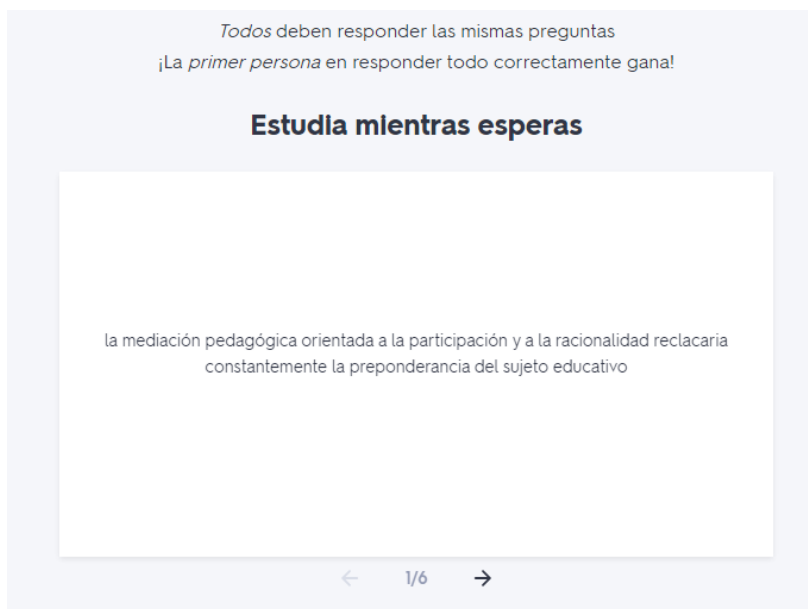 Todos deben responder las mismas preguntas
¡La primer persona en responder todo correctamente gana!
Estudia mientras esperas
la mediación pedagógica orientada a la participación y a la racionalidad reclacaria
constantemente la preponderancia del sujeto educativo
← 1/6 →